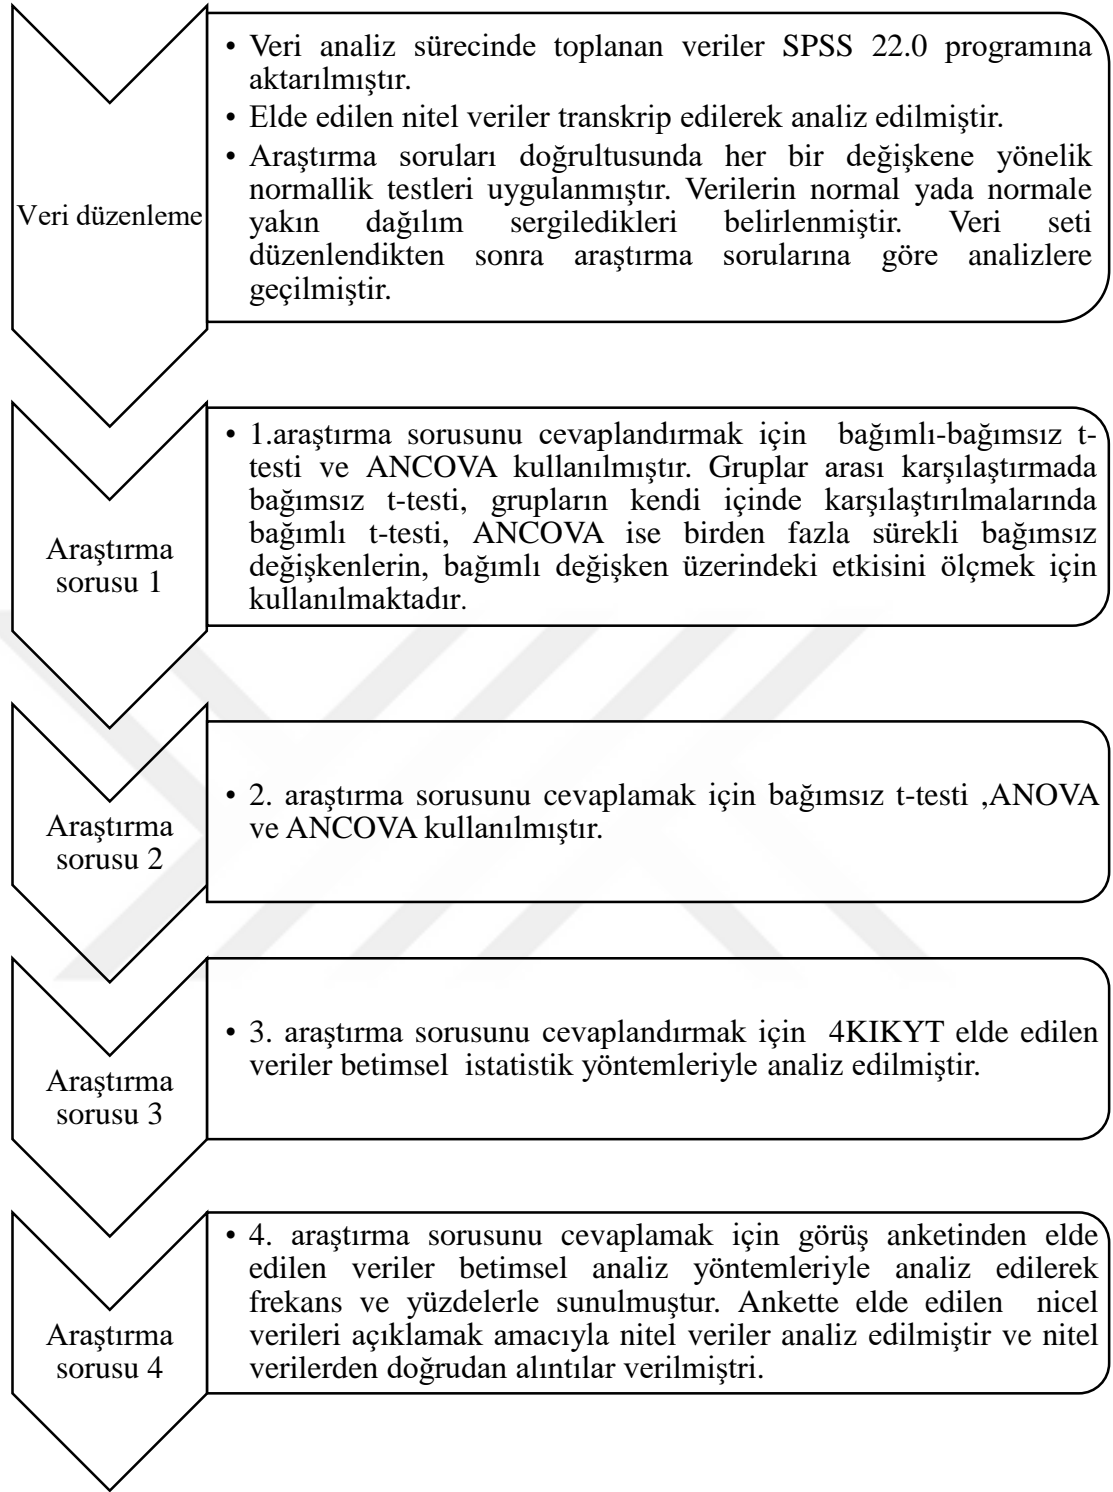 Veri düzenleme
• Veri analiz sürecinde toplanan veriler SPSS 22.0 programına
aktarılmıştır.
• Elde edilen nitel veriler transkrip edilerek analiz edilmiştir.
• Araştırma soruları doğrultusunda her bir değişkene yönelik
normallik testleri uygulanmıştır. Verilerin normal yada normale
yakın dağılım sergiledikleri belirlenmiştir. Veri seti
düzenlendikten sonra araştırma sorularına göre analizlere
geçilmiştir.
Araştırma
sorusu 1
• 1.araştırma sorusunu cevaplandırmak için bağımlı-bağımsız t-
testi ve ANCOVA kullanılmıştır. Gruplar arası karşılaştırmada
bağımsız t-testi, grupların kendi içinde karşılaştırılmalarında
bağımlı t-testi, ANCOVA ise birden fazla sürekli bağımsız
değişkenlerin, bağımlı değişken üzerindeki etkisini ölçmek için
kullanılmaktadır.
Araştırma
sorusu 2
• 2. araştırma sorusunu cevaplamak için bağımsız t-testi ,ANOVA
ve ANCOVA kullanılmıştır.
Araştırma
sorusu 3
• 3. araştırma sorusunu cevaplandırmak için 4KIKYT elde edilen
veriler betimsel istatistik yöntemleriyle analiz edilmiştir.
Araştırma
sorusu 4
• 4. araştırma sorusunu cevaplamak için görüş anketinden elde
edilen veriler betimsel analiz yöntemleriyle analiz edilerek
frekans ve yüzdelerle sunulmuştur. Ankette elde edilen nicel
verileri açıklamak amacıyla nitel veriler analiz edilmiştir ve nitel
verilerden doğrudan alıntılar verilmiştri.